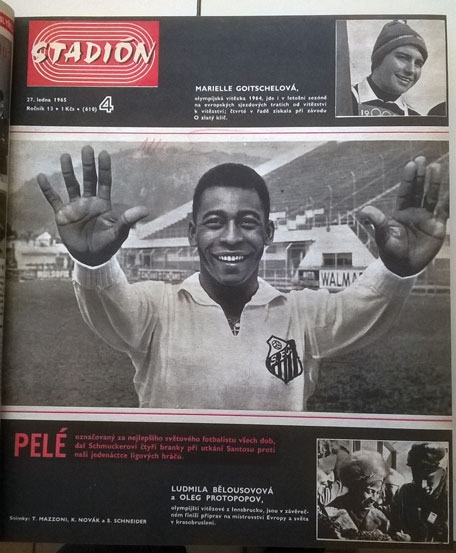 STADIÓN
27. ledna 1965
Ročník 13 • 1 Kčs • (610) 4
MARIELLE GOITSCHELOVÁ,
olympijská vítězka 1964, jde i v letošní sezóně
na evropských sjezdových tratích od vítězství
k vítězství; čtvrté v řadě získala při závodu
O zlatý klíč.
WALMA
PELÉ
označovaný za nejlepšího světového fotbalistu všech dob,
dal Schmuckerovi čtyři branky při utkání Santosu proti
naší jedenáctce ligových hráčů.
LUDMILA BĚLOUSOVOVÁ
a OLEG PROTOPOPOV,
olympijští vítězové z Innsbrucku, jsou v závěreč-
ném finiši příprav na mistrovství Evropy a světa
v krasobruslení.
Snímky: T. MAZZONI, K. NOVÁK a S. SCHNEIDER